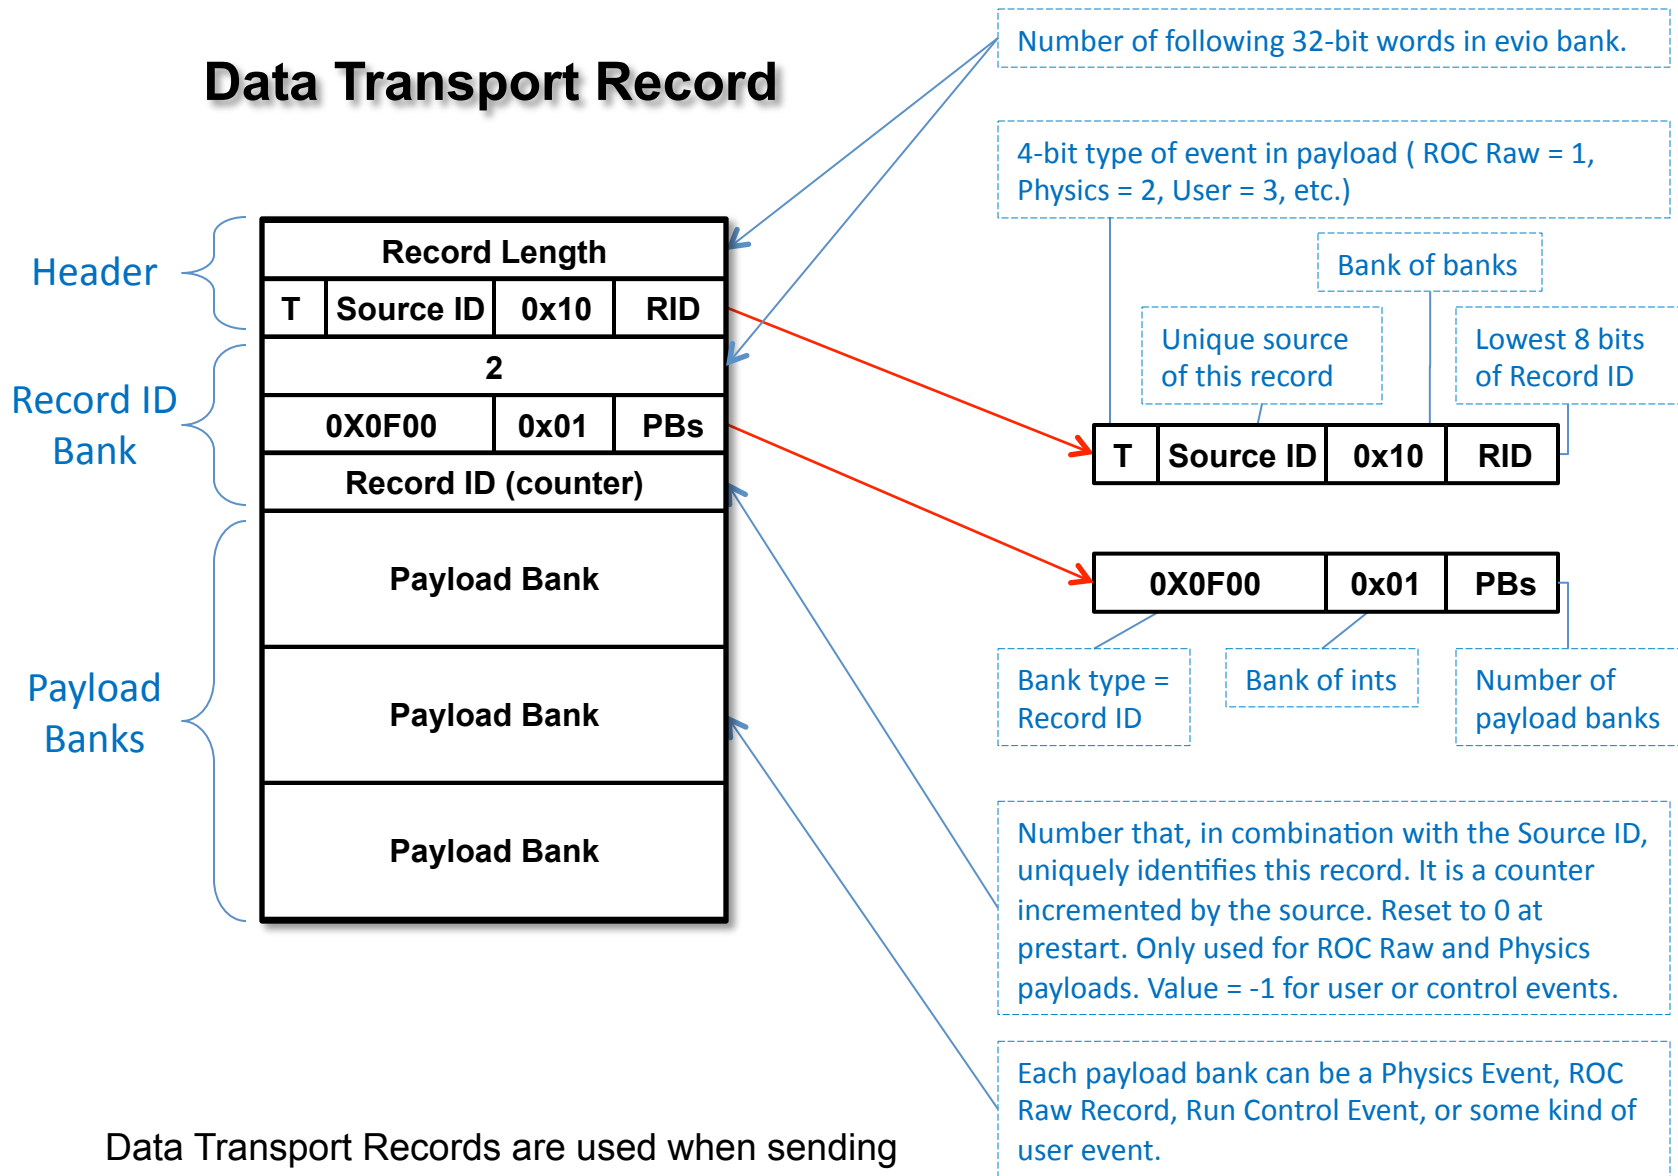 Data Transport Record
Number of following 32-bit words in evio bank.
4-bit type of event in payload ( ROC Raw = 1,
Physics = 2, User = 3, etc.)
Header
Record Length
T Source ID 0x10 RID
Record ID
Bank
2
0X0F00 0x01 PBs
Record ID (counter)
Payload
Banks
Payload Bank
Payload Bank
Payload Bank
Bank of banks
Unique source
of this record
Lowest 8 bits
of Record ID
T Source ID 0x10 RID
0X0F00 0x01 PBs
Bank type =
Record ID
Bank of ints
Number of
payload banks
Number that, in combination with the Source ID,
uniquely identifies this record. It is a counter
incremented by the source. Reset to 0 at
prestart. Only used for ROC Raw and Physics
payloads. Value = -1 for user or control events.
Each payload bank can be a Physics Event, ROC
Raw Record, Run Control Event, or some kind of
user event.
Data Transport Records are used when sending